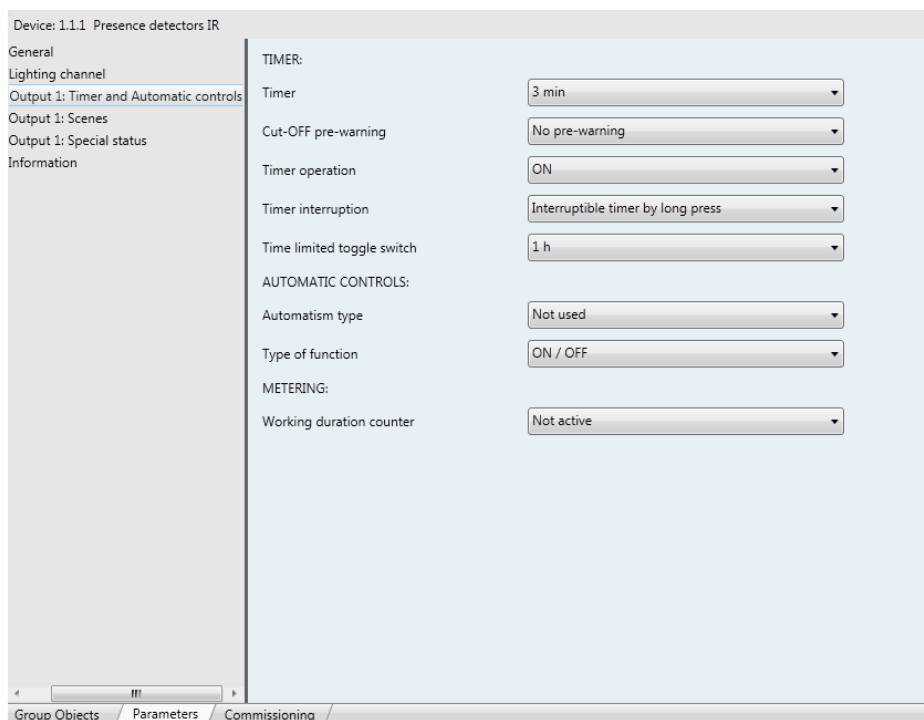 Device: 1.1.1 Presence detectors IR
General
Lighting channel
Output 1: Timer and Automatic controls
Output 1: Scenes
Output 1: Special status
Information
TIMER:
Timer 3 min
Cut-OFF pre-warning No pre-warning
Timer operation ON
Timer interruption Interruptible timer by long press
Time limited toggle switch 1 h
AUTOMATIC CONTROLS:
Automatism type Not used
Type of function ON / OFF
METERING:
Working duration counter Not active
Group Objects Parameters Commissioning